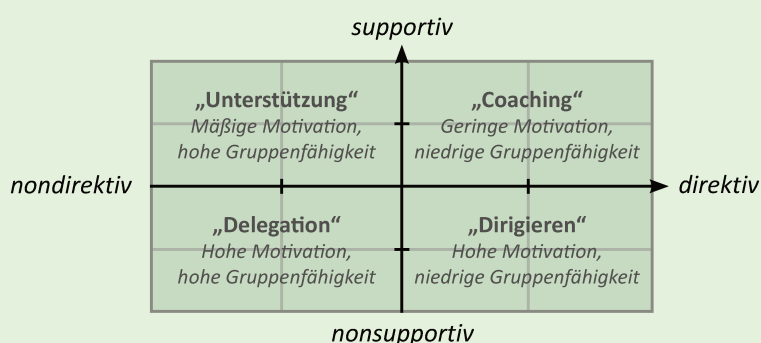 supportiv
„Unterstützung“
Mäßige Motivation,
hohe Gruppenfähigkeit
„Coaching“
Geringe Motivation,
niedrige Gruppenfähigkeit
nondirektiv
direktiv
„Delegation“
Hohe Motivation,
hohe Gruppenfähigkeit
„Dirigieren“
Hohe Motivation,
niedrige Gruppenfähigkeit
nonsupportiv